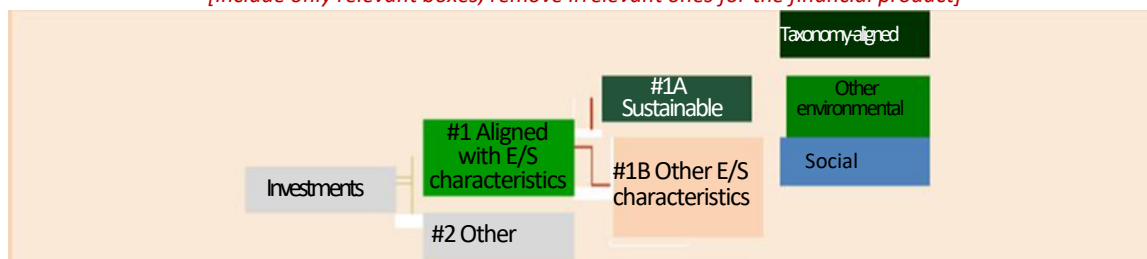 [include only relevant boxes, remove irrelevant ones for the financial product]
Taxonomy-aligned
#1A
Sustainable
Other
environmental
#1 Aligned
with E/S
characteristics
#1B Other E/S
characteristics
Social
Investments
#2 Other